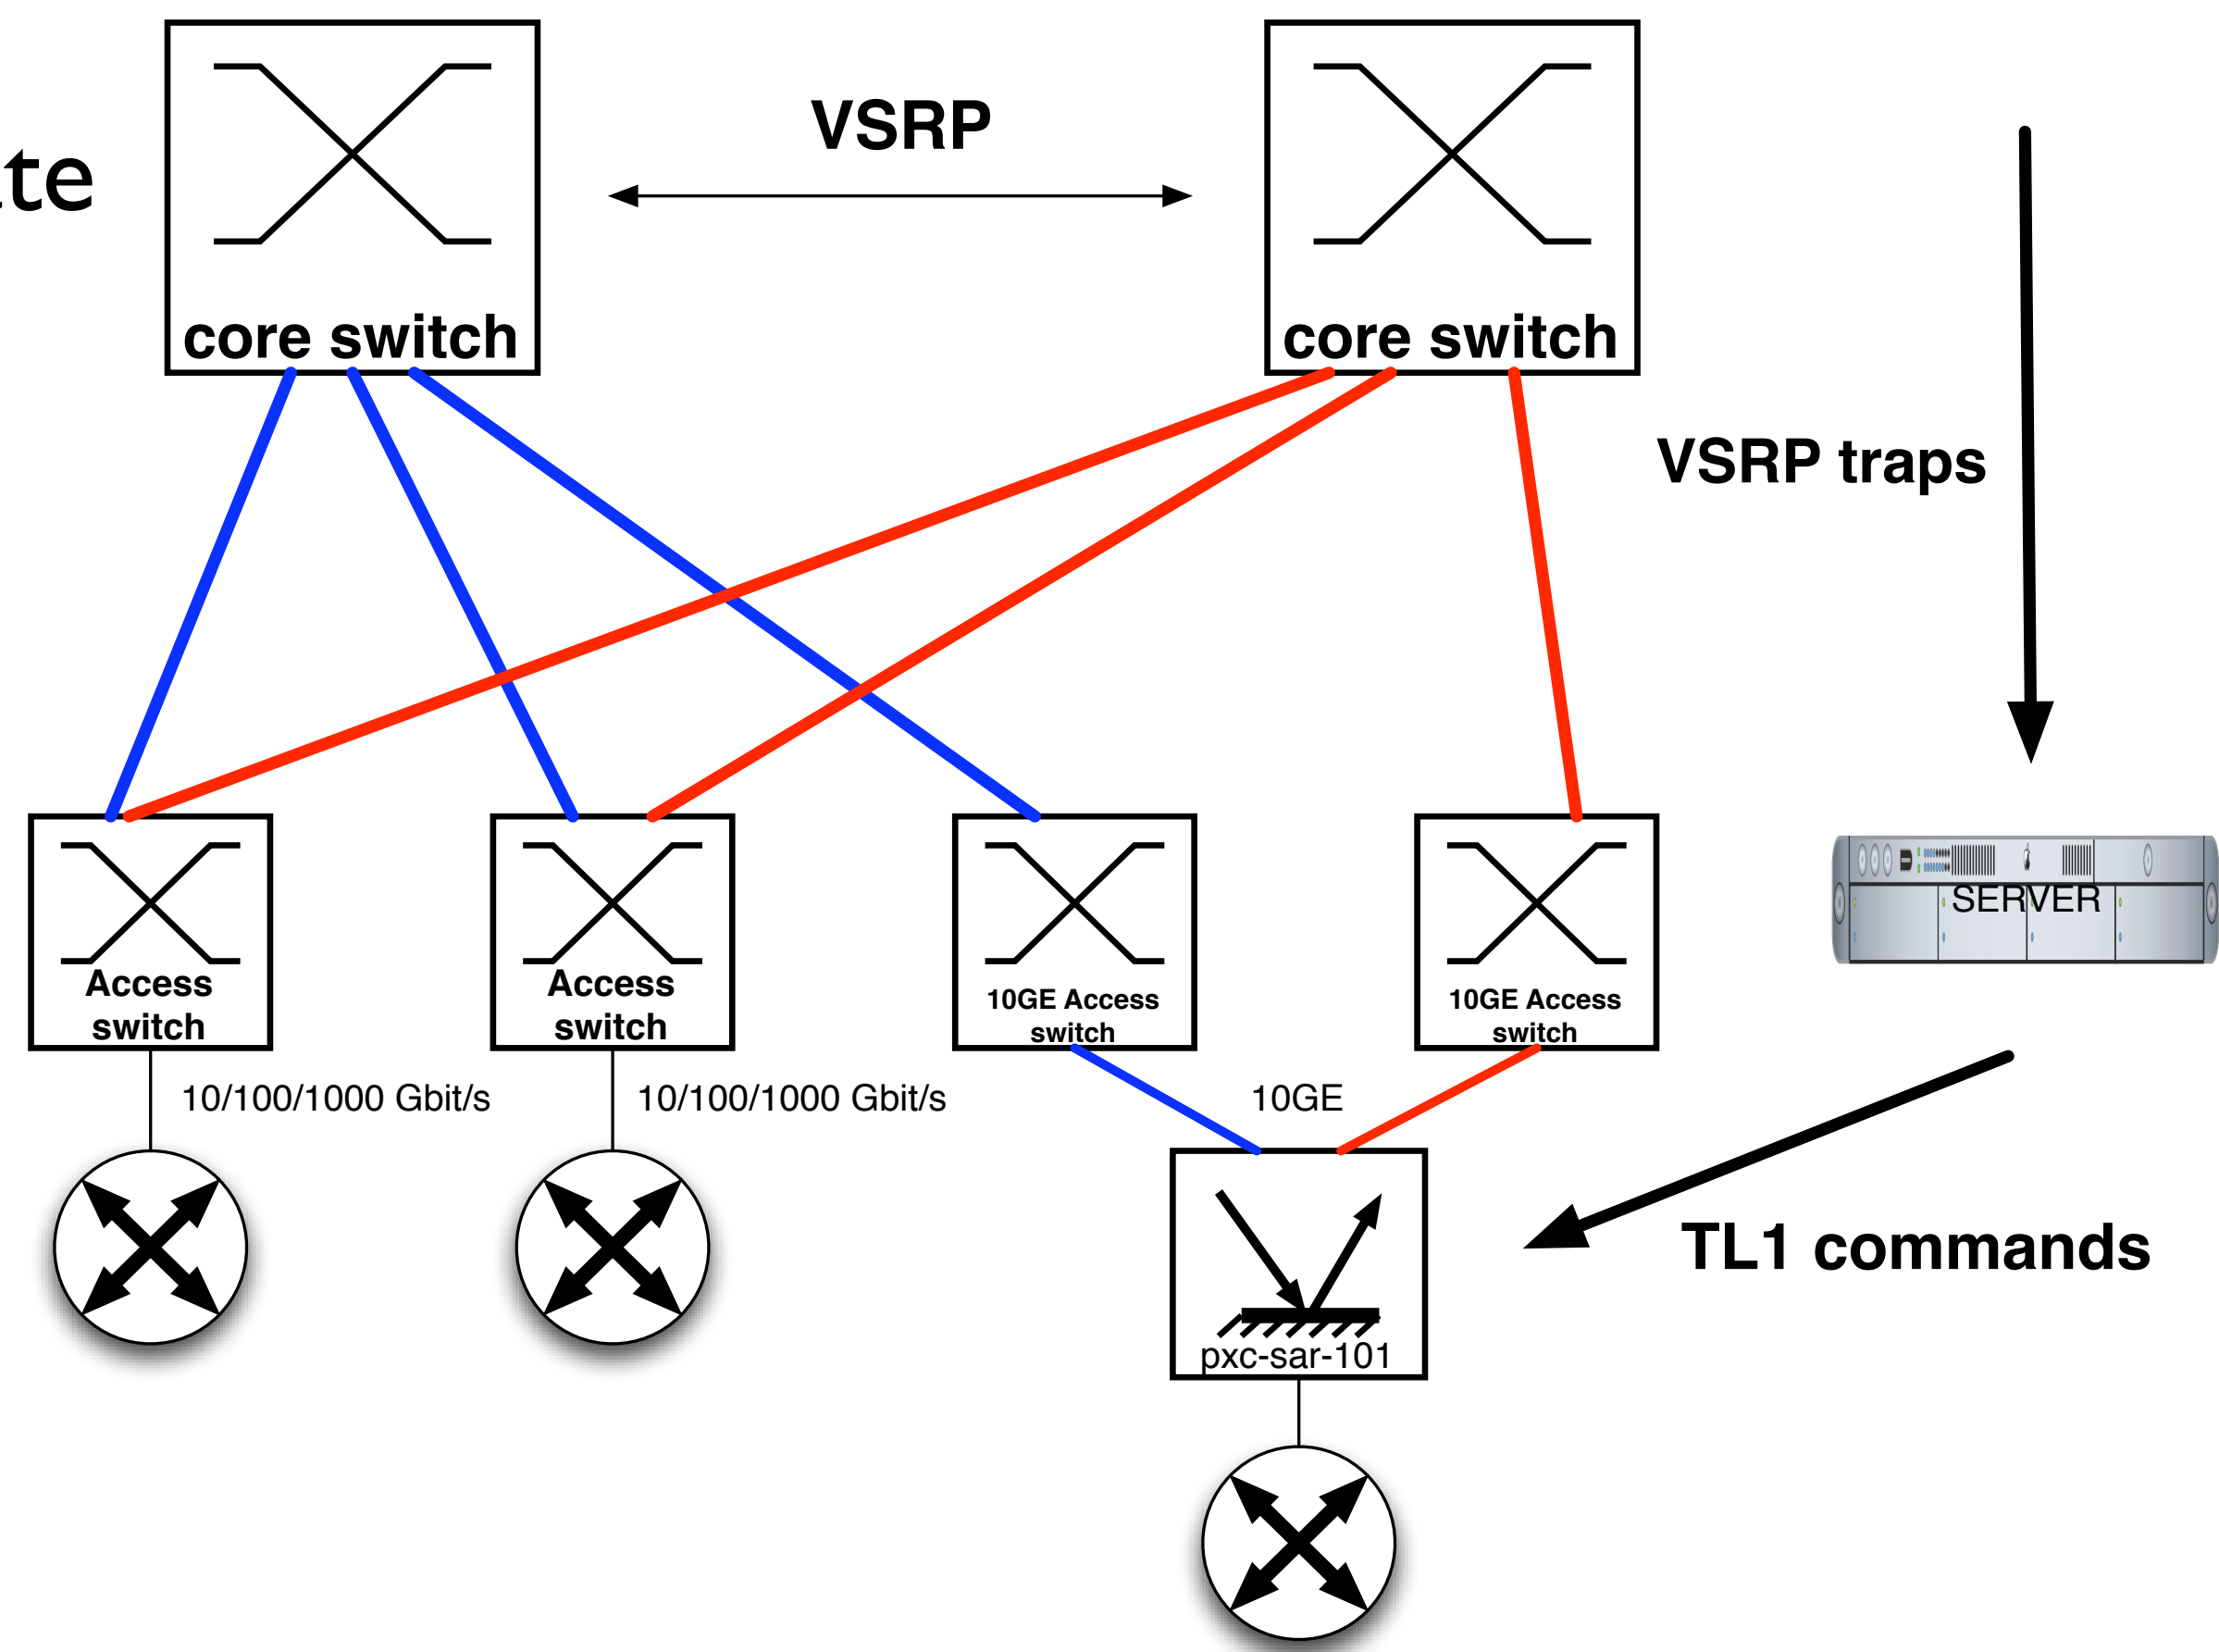 VSRP
core switch
core switch
VSRP traps
SERVER
Access
switch
Access
switch
10GE Access
switch
10GE Access
switch
10/100/1000 Gbit/s
10/100/1000 Gbit/s
10GE
TL1 commands
pxc-sar-101